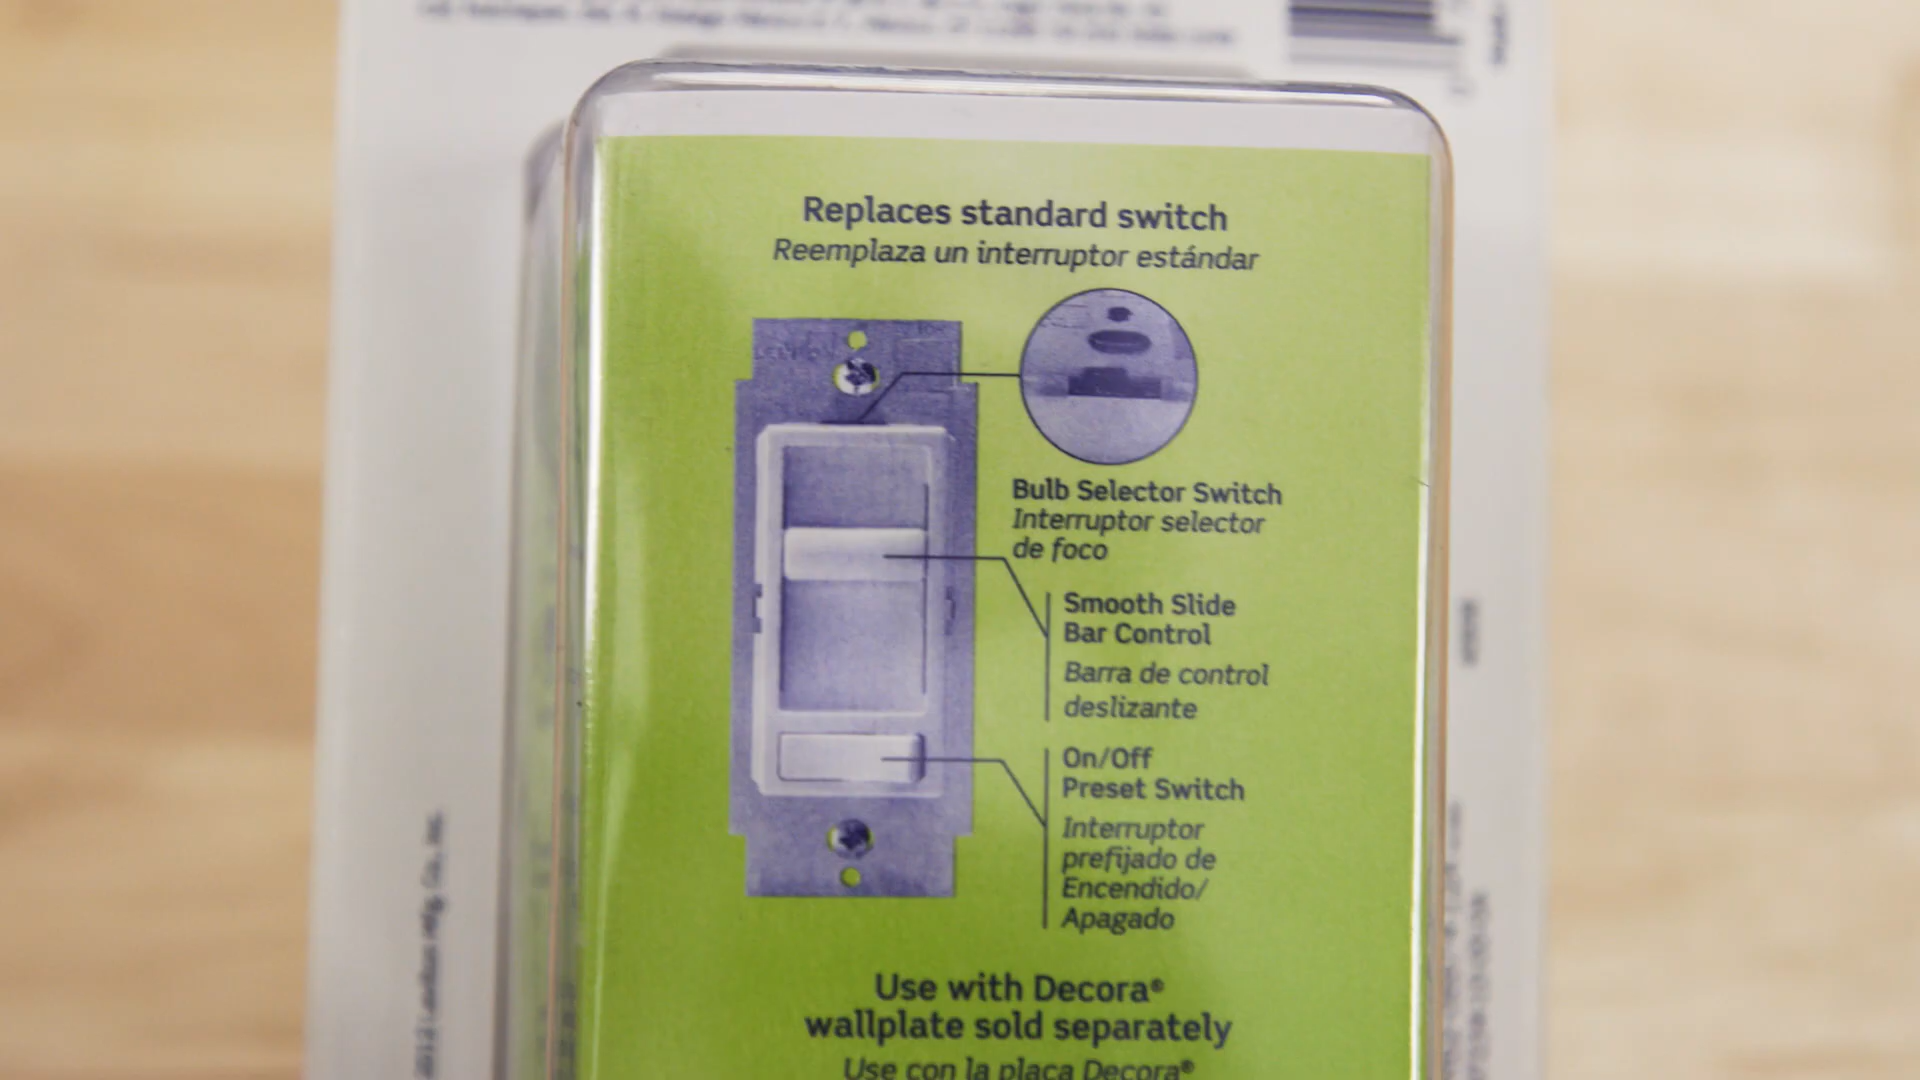 Replaces standard switch
Reemplaza un interruptor estándar
LEVITON
Bulb Selector Switch
Interruptor selector
de foco
Smooth Slide
Bar Control
Barra de control
deslizante
On/Off
Preset Switch
Interruptor
prefijado de
Encendido/
Apagado
Use with Decora®
wallplate sold separately
Use con la placa Decora®